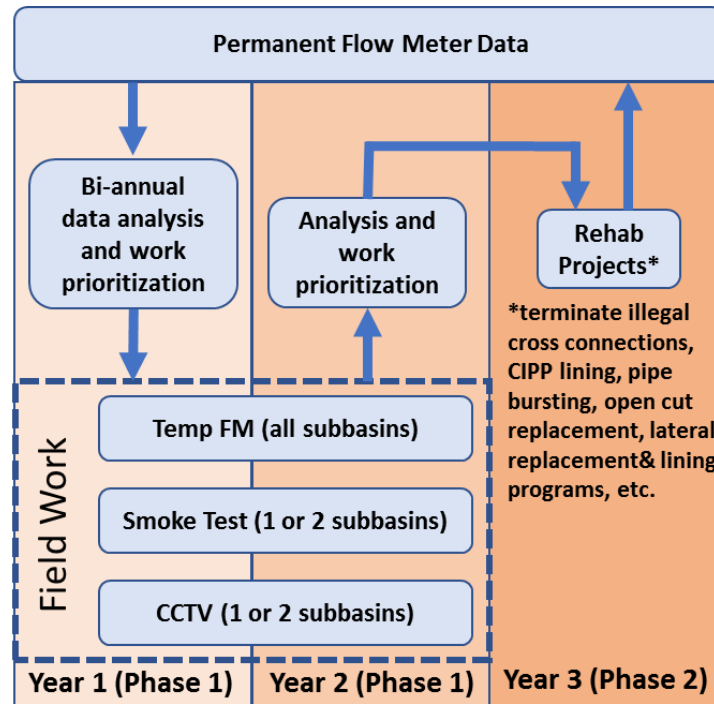 Permanent Flow Meter Data
Bi-annual
data analysis
and work
prioritization
Analysis and
work
prioritization
Rehab
Projects*
*terminate illegal
cross connections,
CIPP lining, pipe
bursting, open cut
replacement, lateral
replacement& lining
programs, etc.
Field Work
Temp FM (all subbasins)
Smoke Test (1 or 2 subbasins)
CCTV (1 or 2 subbasins)
Year 1 (Phase 1)
Year 2 (Phase 1)
Year 3 (Phase 2)